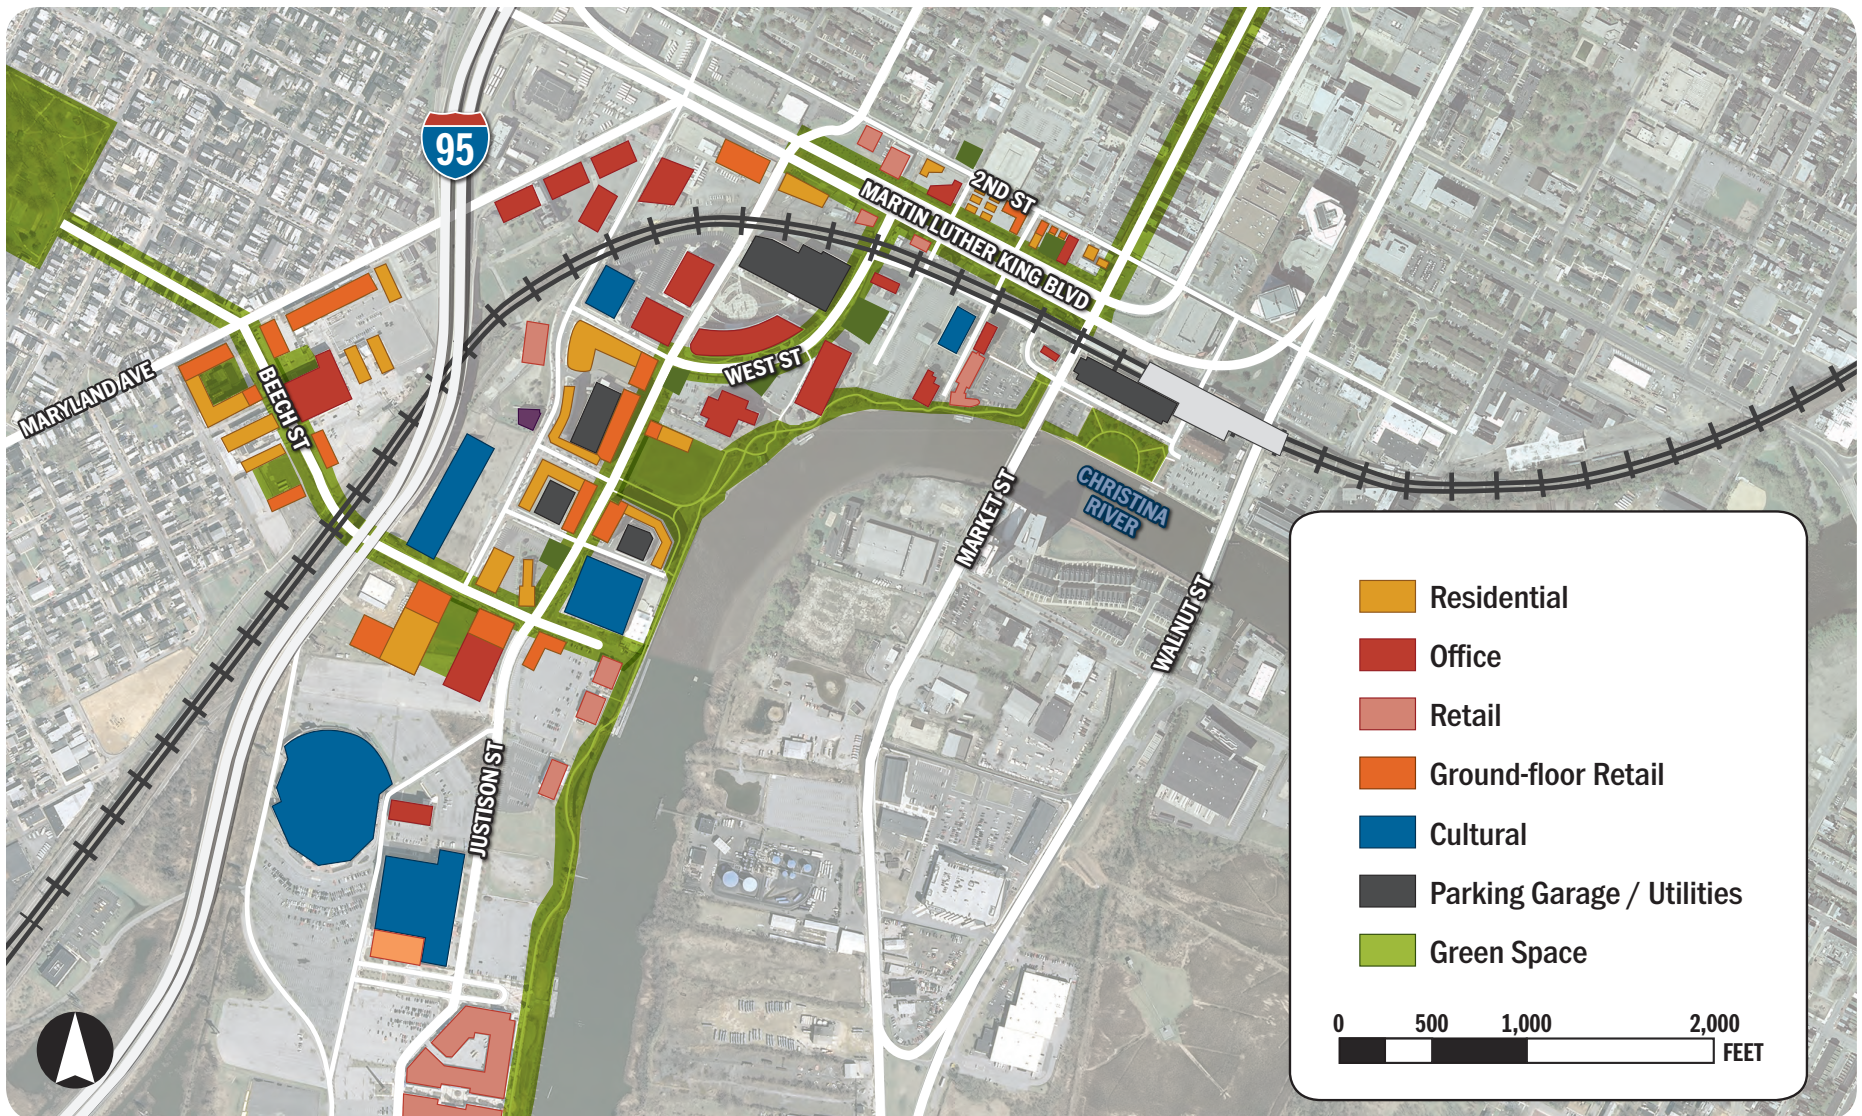 95
2ND ST
MARTIN LUTHER KING BLVD
WEST ST
MARYLAND AVE
BEECH ST
CHRISTINA
RIVER
MARKET ST
WALNUT ST
JUSTISON ST
Residential
Office
Retail
Ground-floor Retail
Cultural
Parking Garage / Utilities
Green Space
0 500 1,000 2,000
FEET